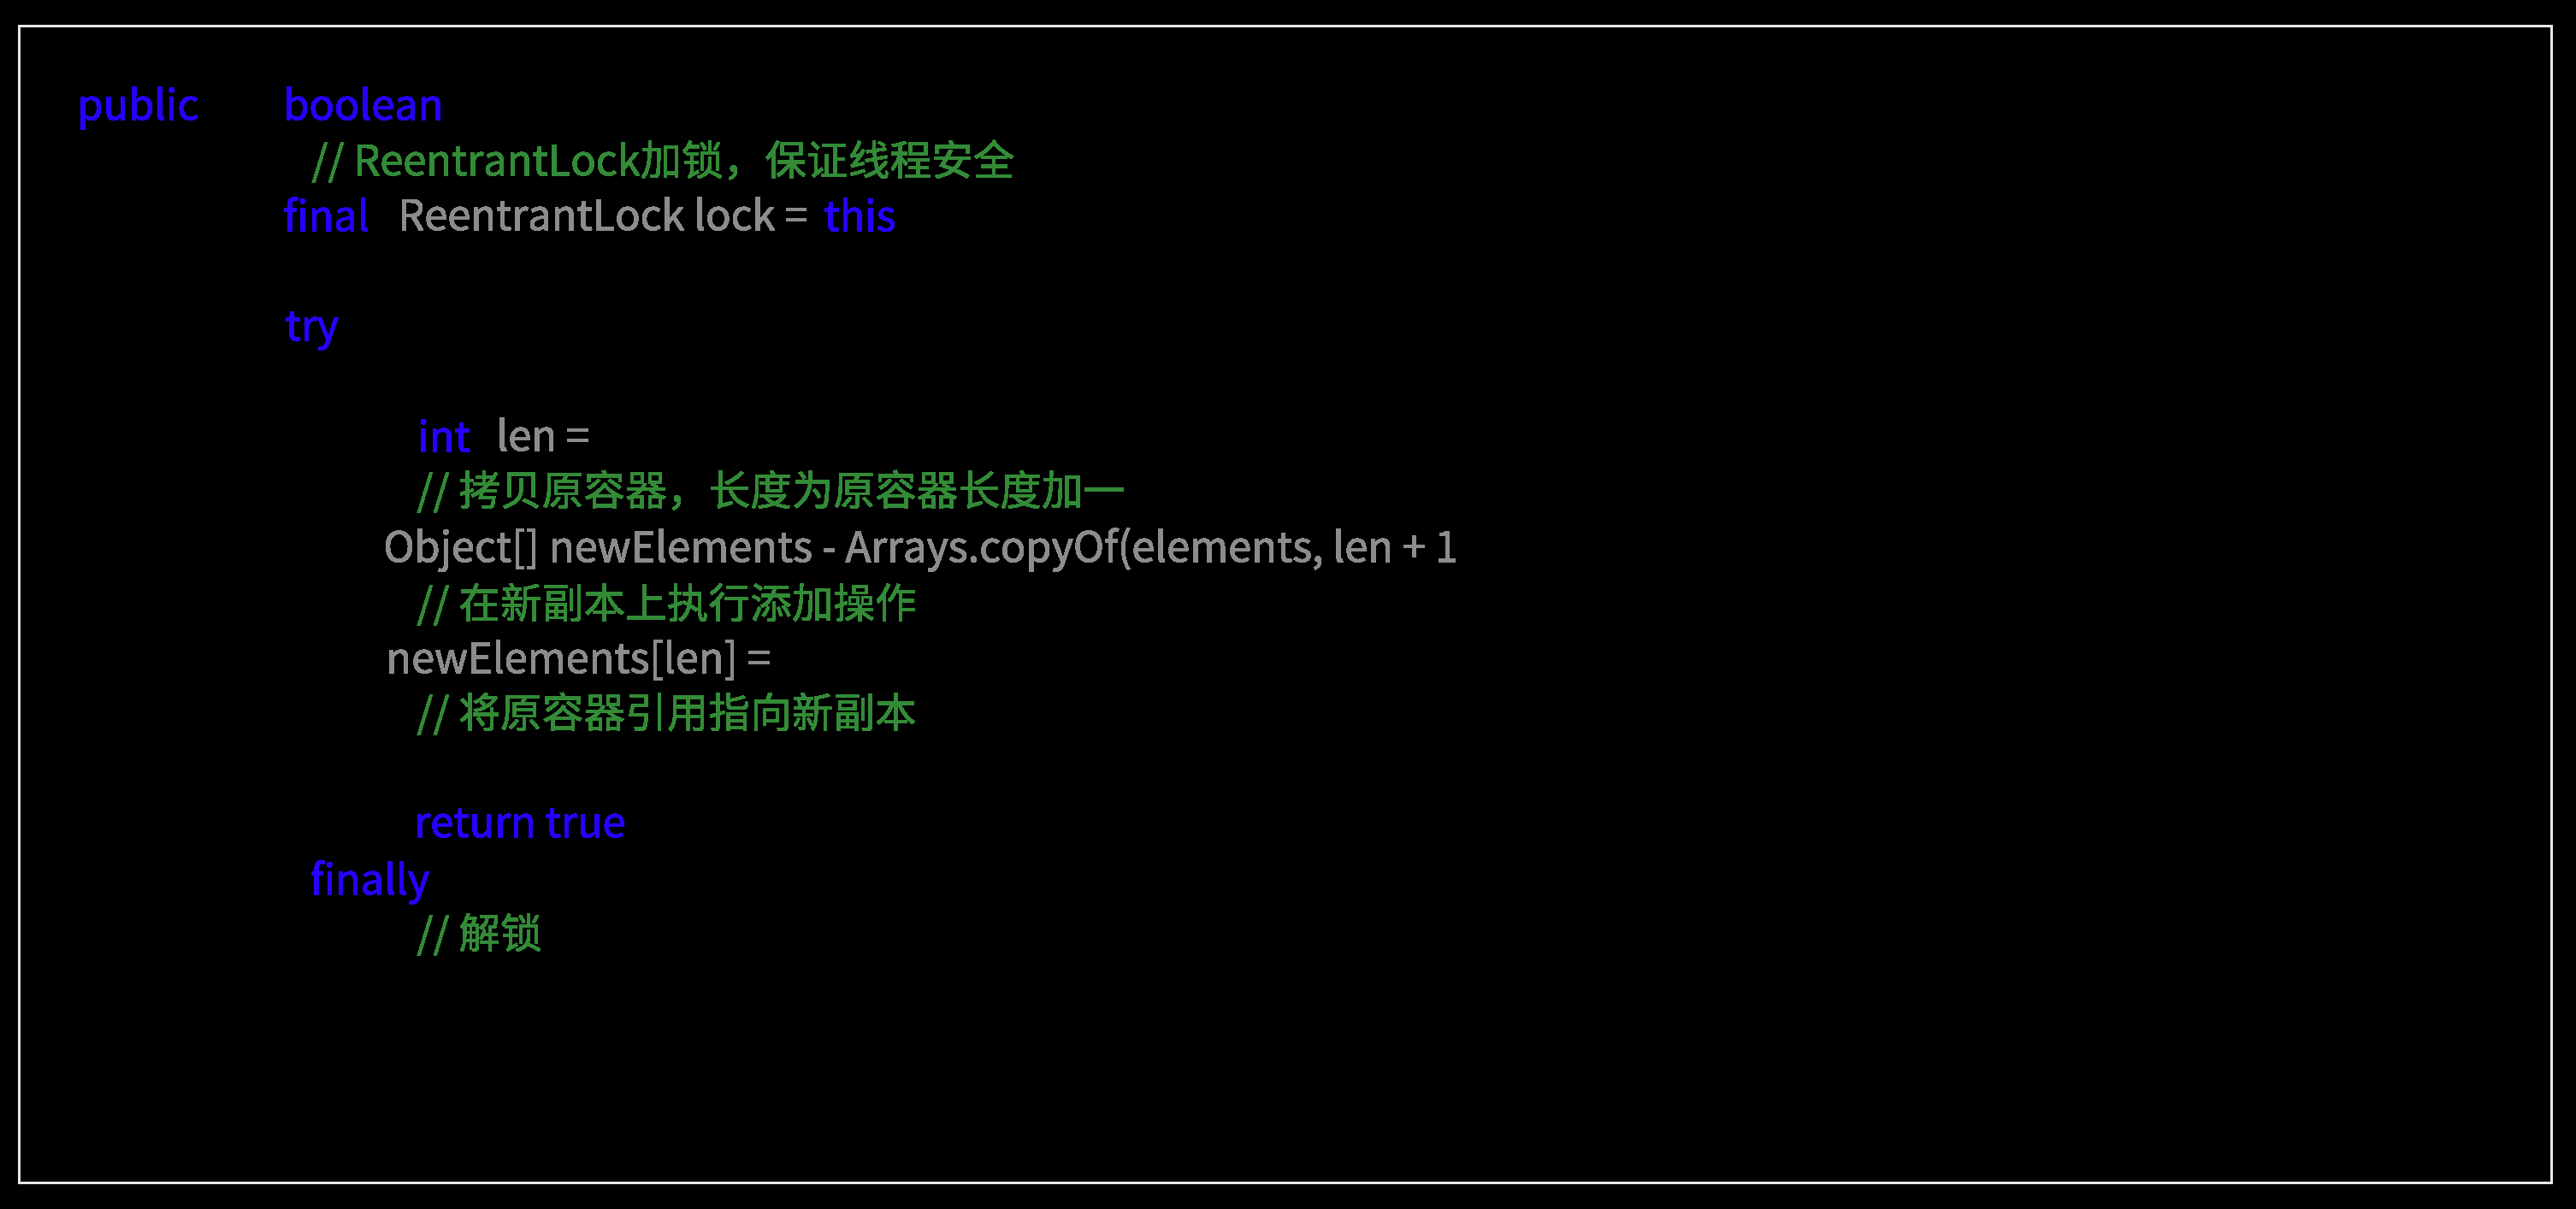 public boolean
// ReentrantLock加锁，保证线程安全
final ReentrantLock lock = this
try
int len =
// 拷贝原容器，长度为原容器长度加一
Object[] newElements - Arrays.copyOf(elements, len + 1
// 在新副本上执行添加操作
newElements[len] =
// 将原容器引用指向新副本
return true
finally
// 解锁